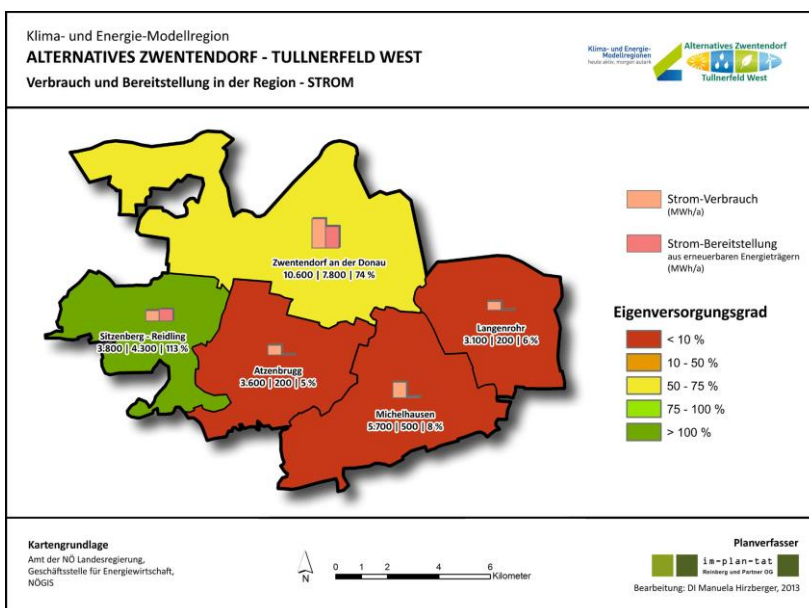 Klima- und Energie-Modellregion
ALTERNATIVES ZWENTENDORF - TULLNERFELD WEST
Verbrauch und Bereitstellung in der Region - STROM
Klima- und Energie-
Modellregionen
heute aktiv, morgen autark
Alternatives Zwentendorf
Tullnerfeld West
Zwentendorf an der Donau
10.600 | 7.800 | 74 %
Sitzenberg - Reidling
3.800 | 4.300 | 113 %
Atzenbrugg
3.600 | 200 | 5 %
Langenrohr
3.100 | 200 | 6 %
Michelhausen
5.700 | 500 | 8 %
Strom-Verbrauch
(MWh/a)
Strom-Bereitstellung
aus erneuerbaren Energieträgern
(MWh/a)
Eigenversorgungsgrad
< 10 %
10 - 50 %
50 - 75 %
75 - 100 %
> 100 %
Kartengrundlage
Amt der NÖ Landesregierung,
Geschäftsstelle für Energiewirtschaft,
NÖGIS
N
0 1 2 4 6
Kilometer
Planverfasser
im-plan-tat
Reinberg und Partner OG
Bearbeitung: DI Manuela Hirzberger, 2013